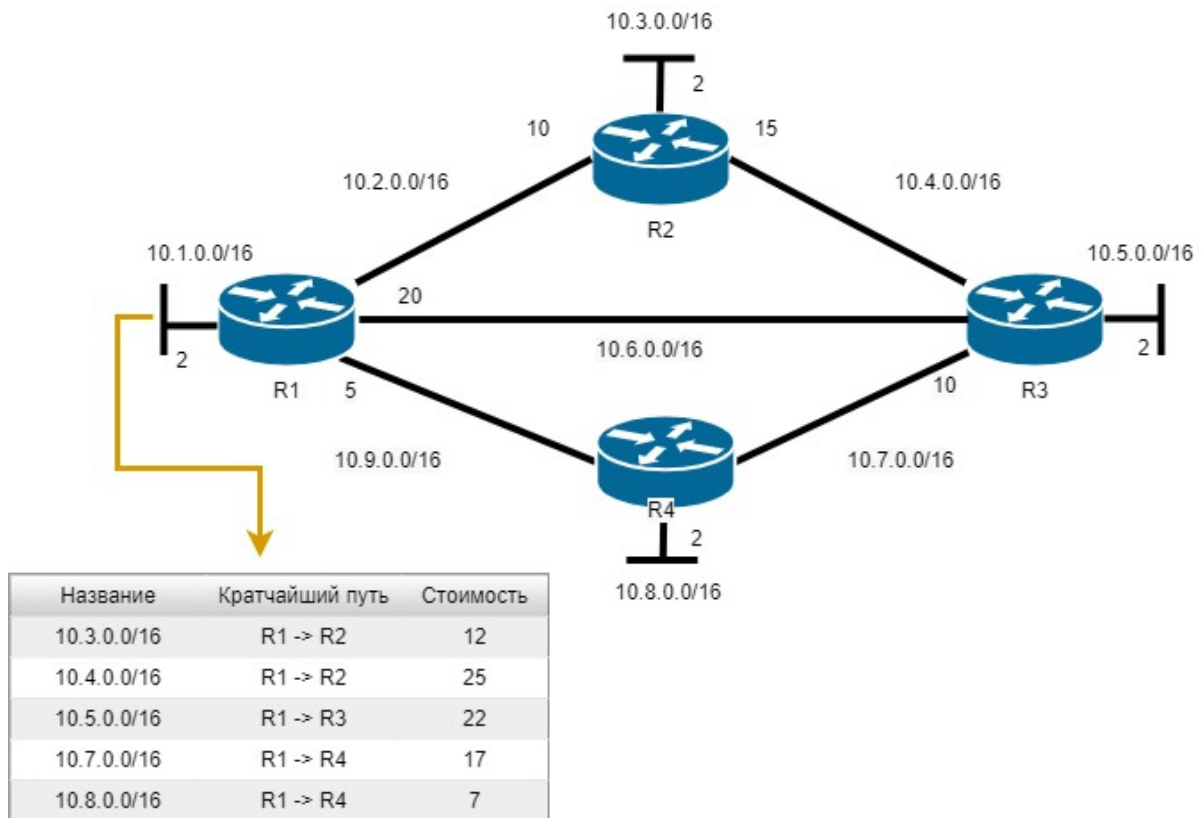 10.3.0.0/16
2
10
15
10.2.0.0/16
10.4.0.0/16
R2
10.1.0.0/16
10.5.0.0/16
20
10.6.0.0/16
2
2
R1
5
10
R3
10.9.0.0/16
10.7.0.0/16
R4
2
10.8.0.0/16
Название Кратчайший путь Стоимость
10.3.0.0/16 R1 -> R2 12
10.4.0.0/16 R1 -> R2 25
10.5.0.0/16 R1 -> R3 22
10.7.0.0/16 R1 -> R4 17
10.8.0.0/16 R1 -> R4 7